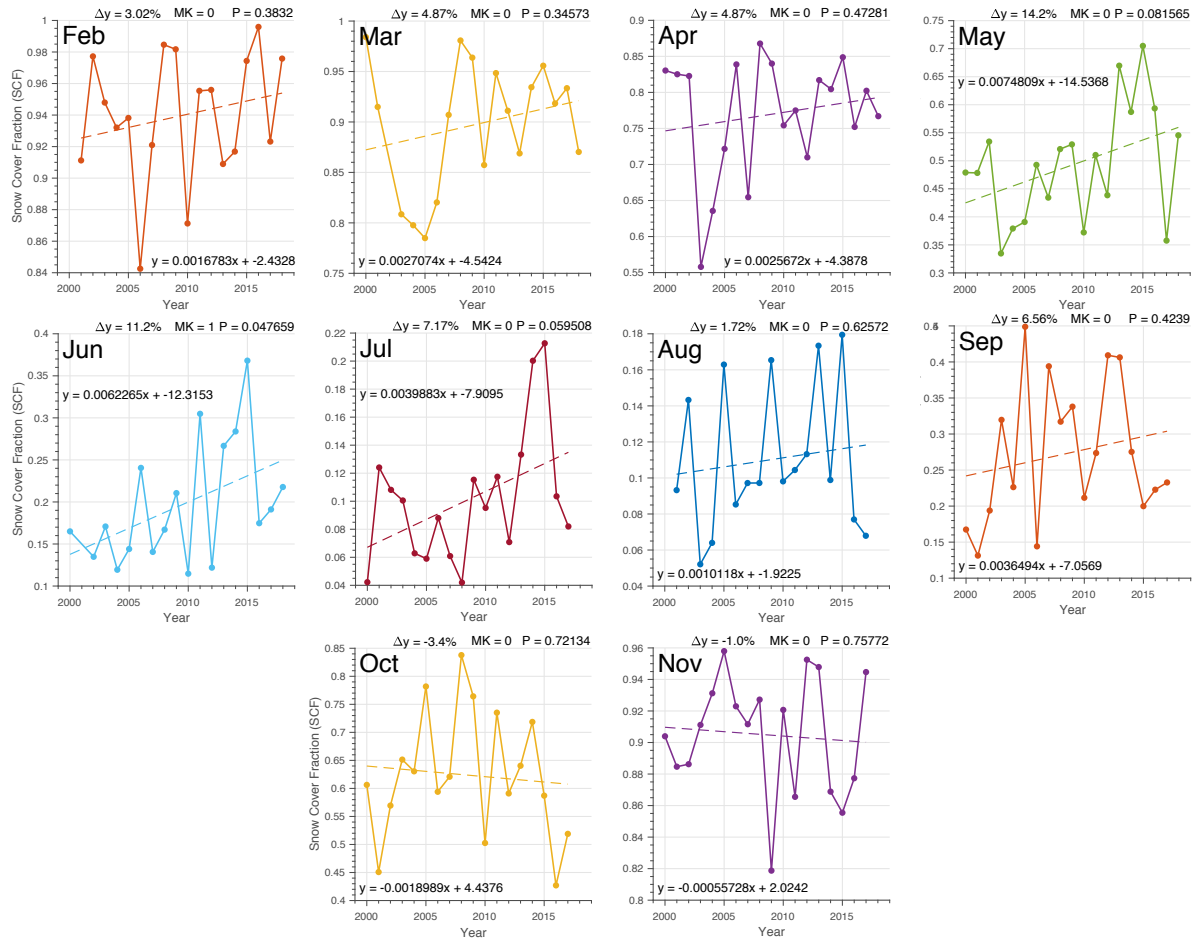 Δy = 3.02% MK = 0 P = 0.3832
Feb
1
0.98
0.96
0.94
0.92
0.9
0.88
0.86
0.84
Snow Cover Fraction (SCF)
y = 0.0016783x + -2.4328
2000 2005 2010 2015
Year
Δy = 4.87% MK = 0 P = 0.34573
Mar
1
0.95
0.9
0.85
0.8
0.75
y = 0.0027074x + -4.5424
2000 2005 2010 2015
Year
Δy = 4.87% MK = 0 P = 0.47281
Apr
0.9
0.85
0.8
0.75
0.7
0.65
0.6
0.55
y = 0.0025672x + -4.3878
2000 2005 2010 2015
Year
Δy = 14.2% MK = 0 P = 0.081565
May
0.75
0.7
0.65
0.6
0.55
0.5
0.45
0.4
0.35
0.3
y = 0.0074809x + -14.5368
2000 2005 2010 2015
Year
Δy = 11.2% MK = 1 P = 0.047659
Jun
0.4
0.35
0.3
0.25
0.2
0.15
0.1
Snow Cover Fraction (SCF)
y = 0.0062265x + -12.3153
2000 2005 2010 2015
Year
Δy = 7.17% MK = 0 P = 0.059508
Jul
0.22
0.2
0.18
0.16
0.14
0.12
0.1
0.08
0.06
0.04
y = 0.0039883x + -7.9095
2000 2005 2010 2015
Year
Δy = 1.72% MK = 0 P = 0.62572
Aug
0.18
0.16
0.14
0.12
0.1
0.08
0.06
0.04
y = 0.0010118x + -1.9225
2000 2005 2010 2015
Year
Δy = 6.56% MK = 0 P = 0.4239
Sep
0.4
0.35
0.3
0.25
0.2
0.15
0.1
y = 0.0036494x + -7.0569
2000 2005 2010 2015
Year
Δy = -3.4% MK = 0 P = 0.72134
Oct
0.85
0.8
0.75
0.7
0.65
0.6
0.55
0.5
0.45
0.4
Snow Cover Fraction (SCF)
y = -0.0018989x + 4.4376
2000 2005 2010 2015
Year
Δy = -1.0% MK = 0 P = 0.75772
Nov
0.96
0.94
0.92
0.9
0.88
0.86
0.84
0.82
0.8
y = -0.00055728x + 2.0242
2000 2005 2010 2015
Year